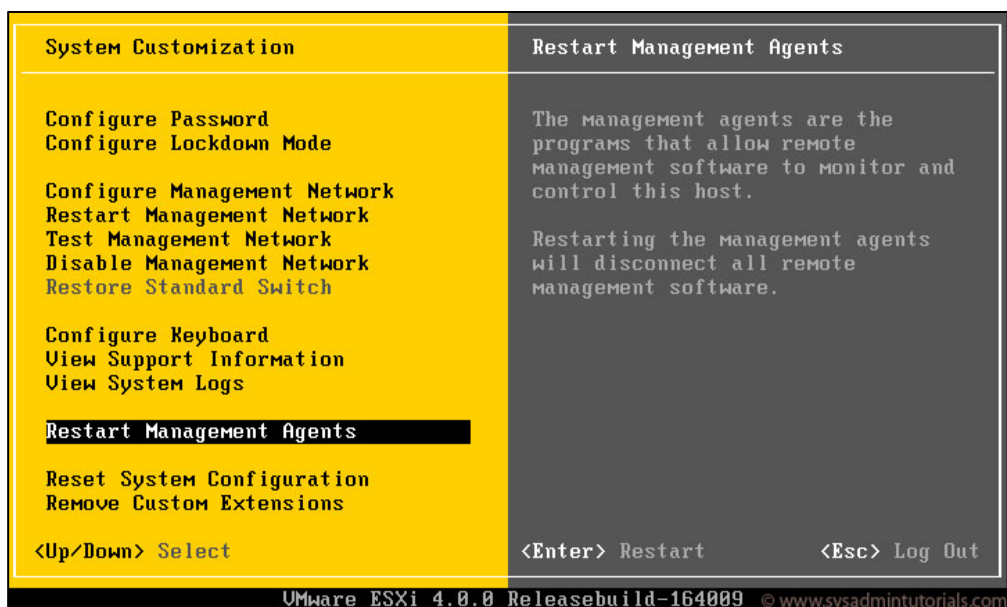 System Customization
Configure Password
Configure Lockdown Mode
Configure Management Network
Restart Management Network
Test Management Network
Disable Management Network
Restore Standard Switch
Configure Keyboard
View Support Information
View System Logs
Restart Management Agents
Reset System Configuration
Remove Custom Extensions
<Up/Down> Select
Restart Management Agents
The management agents are the
programs that allow remote
management software to monitor and
control this host.
Restarting the management agents
will disconnect all remote
management software.
<Enter> Restart
<Esc> Log Out
VMware ESXi 4.0.0 Releasebuild-164009
© www.sysadmintutorials.com